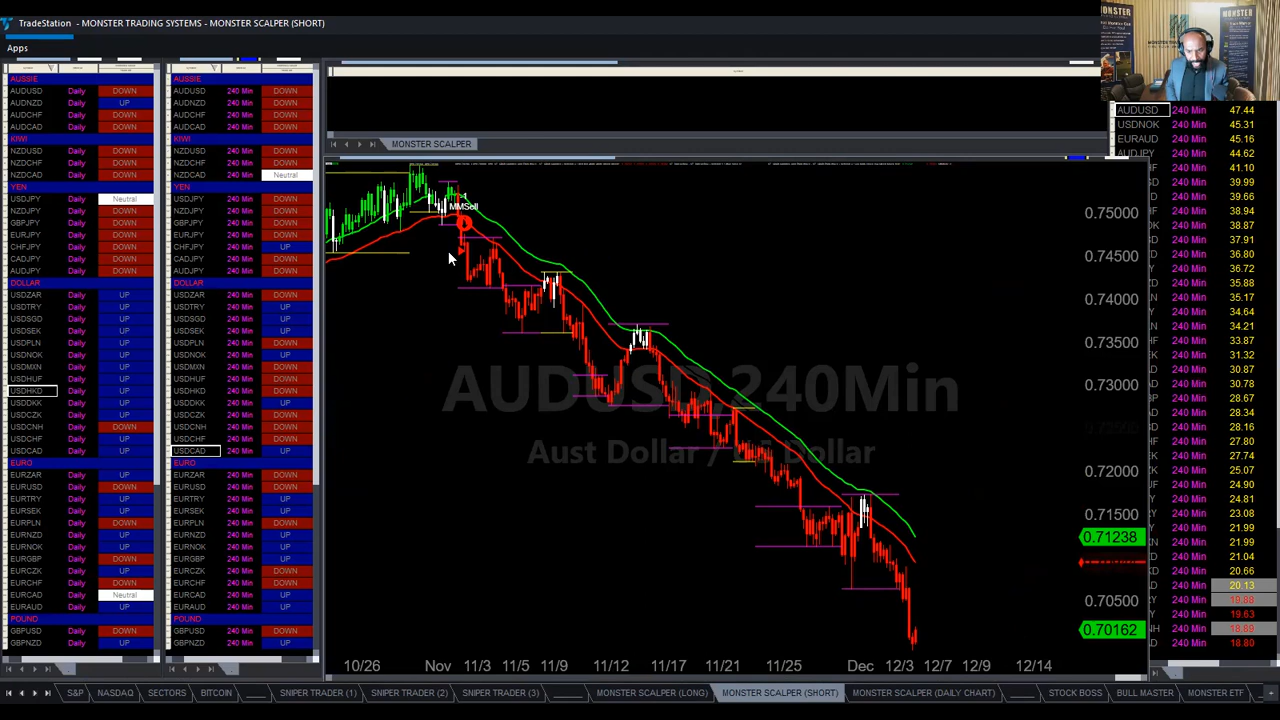 TradeStation - MONSTER TRADING SYSTEMS - MONSTER SCALPER (SHORT)
Apps
AUSSIE
AUDUSD Daily DOWN
AUDNZD Daily UP
AUDCHF Daily DOWN
AUDCAD Daily DOWN
KIWI
NZDUSD Daily DOWN
NZDCHF Daily DOWN
NZDCAD Daily DOWN
YEN
USDJPY Daily Neutral
NZDJPY Daily DOWN
GBPJPY Daily DOWN
EURJPY Daily DOWN
CHFJPY Daily DOWN
CADJPY Daily DOWN
AUDJPY Daily DOWN
DOLLAR
USDZAR Daily UP
USDTRY Daily UP
USDSGD Daily UP
USDSEK Daily UP
USDPLN Daily UP
USDNOK Daily UP
USDMXN Daily UP
USDHUF Daily UP
USDHKD Daily UP
USDDKK Daily UP
USDCZK Daily UP
USDCNH Daily DOWN
USDCHF Daily UP
USDCAD Daily UP
EURO
EURZAR Daily UP
EURUSD Daily DOWN
EURTRY Daily UP
EURSEK Daily UP
EURPLN Daily DOWN
EURNZD Daily UP
EURNOK Daily UP
EURGBP Daily DOWN
EURCZK Daily UP
EURCHF Daily DOWN
EURCAD Daily Neutral
EURAUD Daily UP
POUND
GBPUSD Daily DOWN
GBPNZD Daily UP
AUSSIE
AUDUSD 240 Min DOWN
AUDNZD 240 Min DOWN
AUDCHF 240 Min DOWN
AUDCAD 240 Min DOWN
KIWI
NZDUSD 240 Min DOWN
NZDCHF 240 Min DOWN
NZDCAD 240 Min Neutral
YEN
USDJPY 240 Min DOWN
NZDJPY 240 Min DOWN
GBPJPY 240 Min DOWN
EURJPY 240 Min DOWN
CHFJPY 240 Min UP
CADJPY 240 Min DOWN
AUDJPY 240 Min DOWN
DOLLAR
USDZAR 240 Min DOWN
USDTRY 240 Min UP
USDSGD 240 Min UP
USDSEK 240 Min UP
USDPLN 240 Min DOWN
USDNOK 240 Min UP
USDMXN 240 Min DOWN
USDHUF 240 Min DOWN
USDHKD 240 Min DOWN
USDDKK 240 Min UP
USDCZK 240 Min DOWN
USDCNH 240 Min DOWN
USDCHF 240 Min DOWN
USDCAD 240 Min UP
EURO
EURZAR 240 Min DOWN
EURUSD 240 Min DOWN
EURTRY 240 Min UP
EURSEK 240 Min UP
EURPLN 240 Min DOWN
EURNZD 240 Min UP
EURNOK 240 Min UP
EURGBP 240 Min UP
EURCZK 240 Min DOWN
EURCHF 240 Min DOWN
EURCAD 240 Min UP
EURAUD 240 Min UP
POUND
GBPUSD 240 Min DOWN
GBPNZD 240 Min UP
MONSTER SCALPER
MMSell
AUDUSD 240Min
Aust Dollar / US Dollar
0.75000
0.74500
0.74000
0.73500
0.73000
0.72000
0.71500
0.71238
0.70500
0.70162
10/26 Nov 11/3 11/5 11/9 11/12 11/17 11/21 11/25 Dec 12/3 12/7 12/9 12/14
AUDUSD 240 Min 47.44
USDNOK 240 Min 45.31
EURAUD 240 Min 45.16
240 Min 44.62
240 Min 41.10
240 Min 39.99
240 Min 39.66
240 Min 38.94
240 Min 38.87
240 Min 37.91
240 Min 36.80
240 Min 36.72
240 Min 35.88
240 Min 35.17
240 Min 34.64
240 Min 34.21
240 Min 33.87
240 Min 31.32
240 Min 30.87
240 Min 30.78
240 Min 28.67
240 Min 28.34
240 Min 28.16
240 Min 27.80
240 Min 27.74
240 Min 25.07
240 Min 24.90
240 Min 24.81
240 Min 23.08
240 Min 21.99
240 Min 21.04
240 Min 20.66
240 Min 20.13
240 Min 19.88
240 Min 19.63
240 Min 18.89
240 Min 18.80
S&P NASDAQ SECTORS BITCOIN SNIPER TRADER (1) SNIPER TRADER (2) SNIPER TRADER (3) MONSTER SCALPER (LONG) MONSTER SCALPER (SHORT) MONSTER SCALPER (DAILY CHART) STOCK BOSS BULL MASTER MONSTER ETF